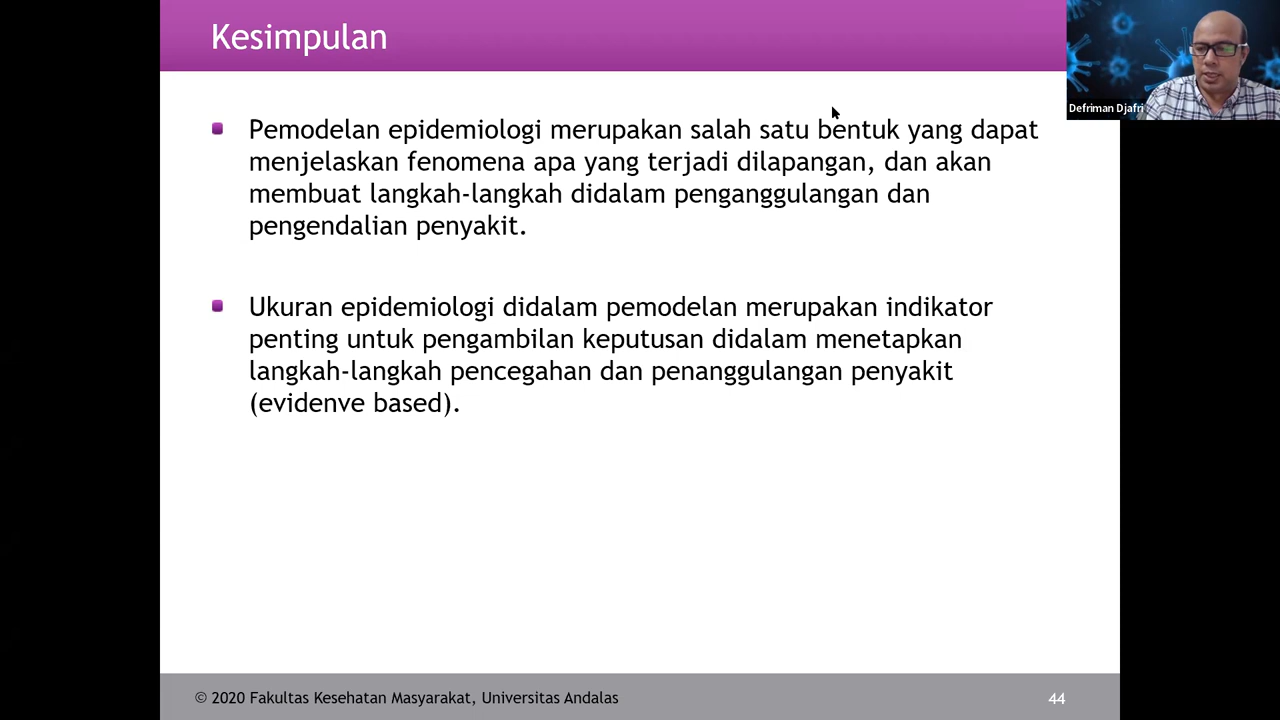 Kesimpulan
Defriman Djafri
Pemodelan epidemiologi merupakan salah satu bentuk yang dapat
menjelaskan fenomena apa yang terjadi dilapangan, dan akan
membuat langkah-langkah didalam penganggulangan dan
pengendalian penyakit.
Ukuran epidemiologi didalam pemodelan merupakan indikator
penting untuk pengambilan keputusan didalam menetapkan
langkah-langkah pencegahan dan penanggulangan penyakit
(evidenve based).
© 2020 Fakultas Kesehatan Masyarakat, Universitas Andalas
44